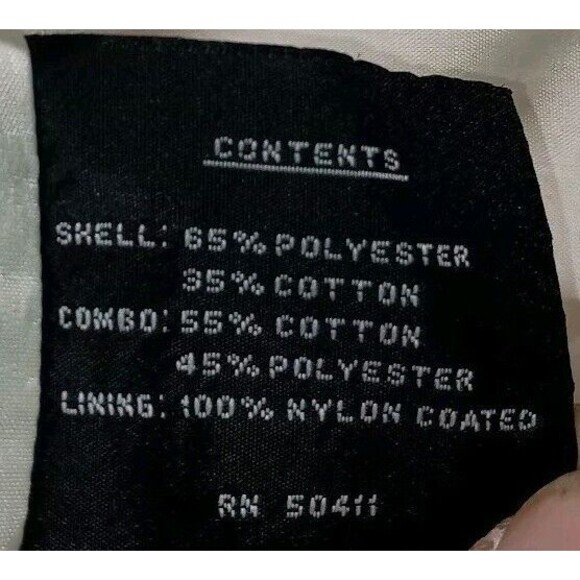 CONTENTS
SHELL: 65% POLYESTER
35% COTTON
COMBO: 55% COTTON
45% POLYESTER
LINING: 100% NYLON COATED
RN 50411